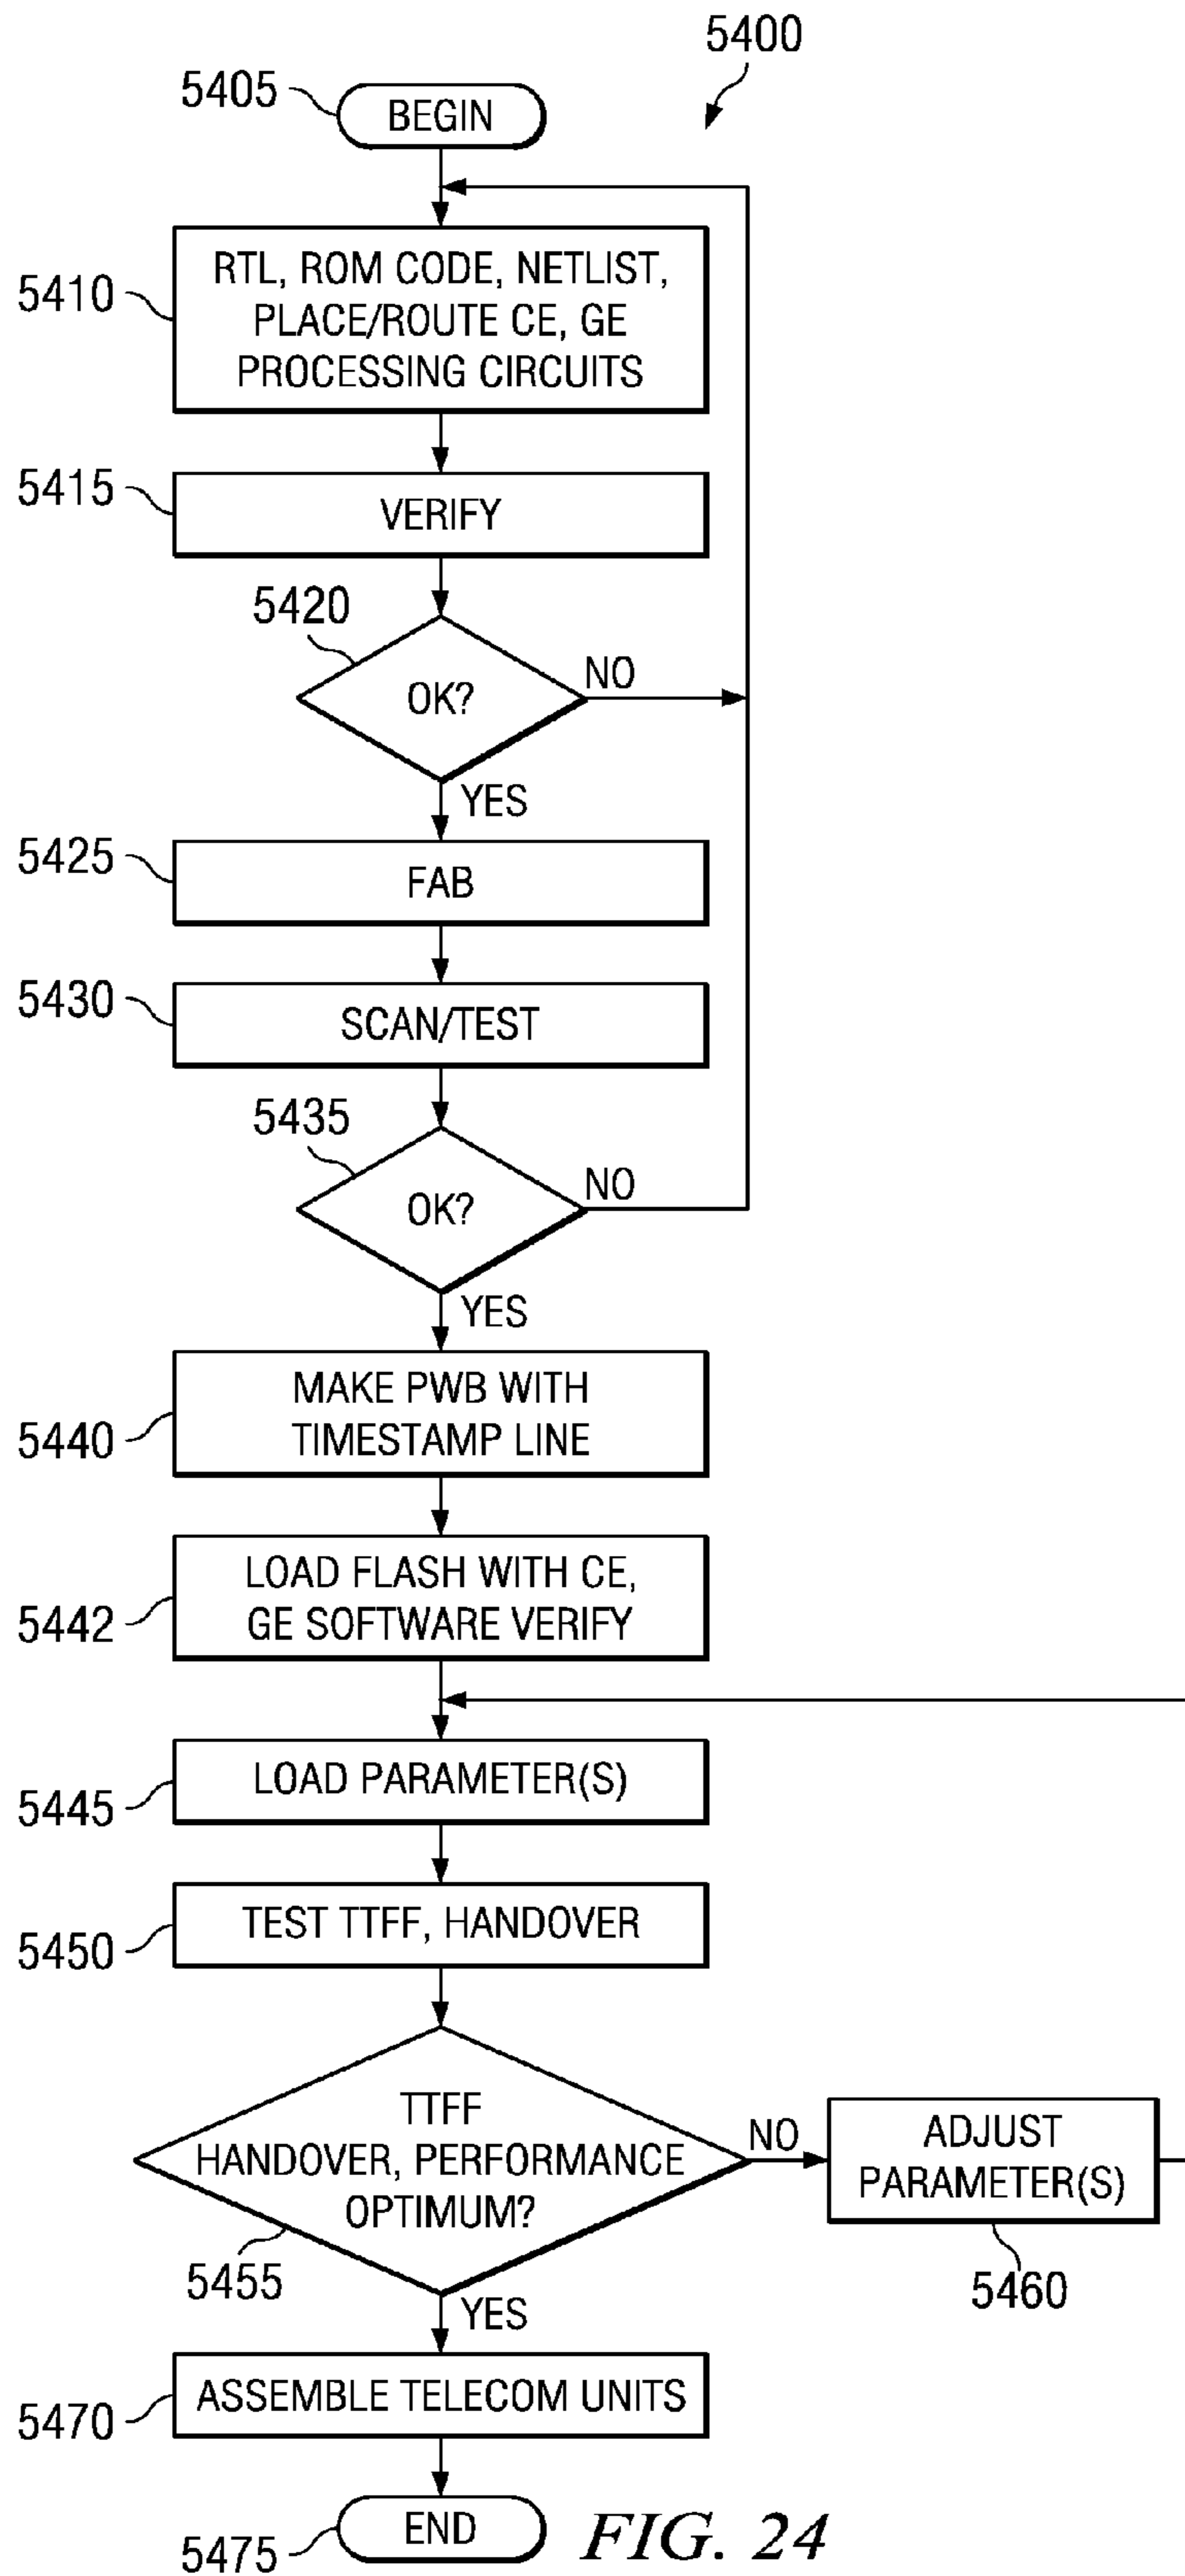 5400
5405
BEGIN
5410
RTL, ROM CODE, NETLIST,
PLACE/ROUTE CE, GE
PROCESSING CIRCUITS
5415
VERIFY
5420
OK?
NO
YES
5425
FAB
5430
SCAN/TEST
5435
OK?
NO
YES
5440
MAKE PWB WITH
TIMESTAMP LINE
5442
LOAD FLASH WITH CE,
GE SOFTWARE VERIFY
5445
LOAD PARAMETER(S)
5450
TEST TTFF, HANDOVER
TTFF
HANDOVER, PERFORMANCE
OPTIMUM?
5455
NO
ADJUST
PARAMETER(S)
5460
YES
5470
ASSEMBLE TELECOM UNITS
5475
END
FIG. 24